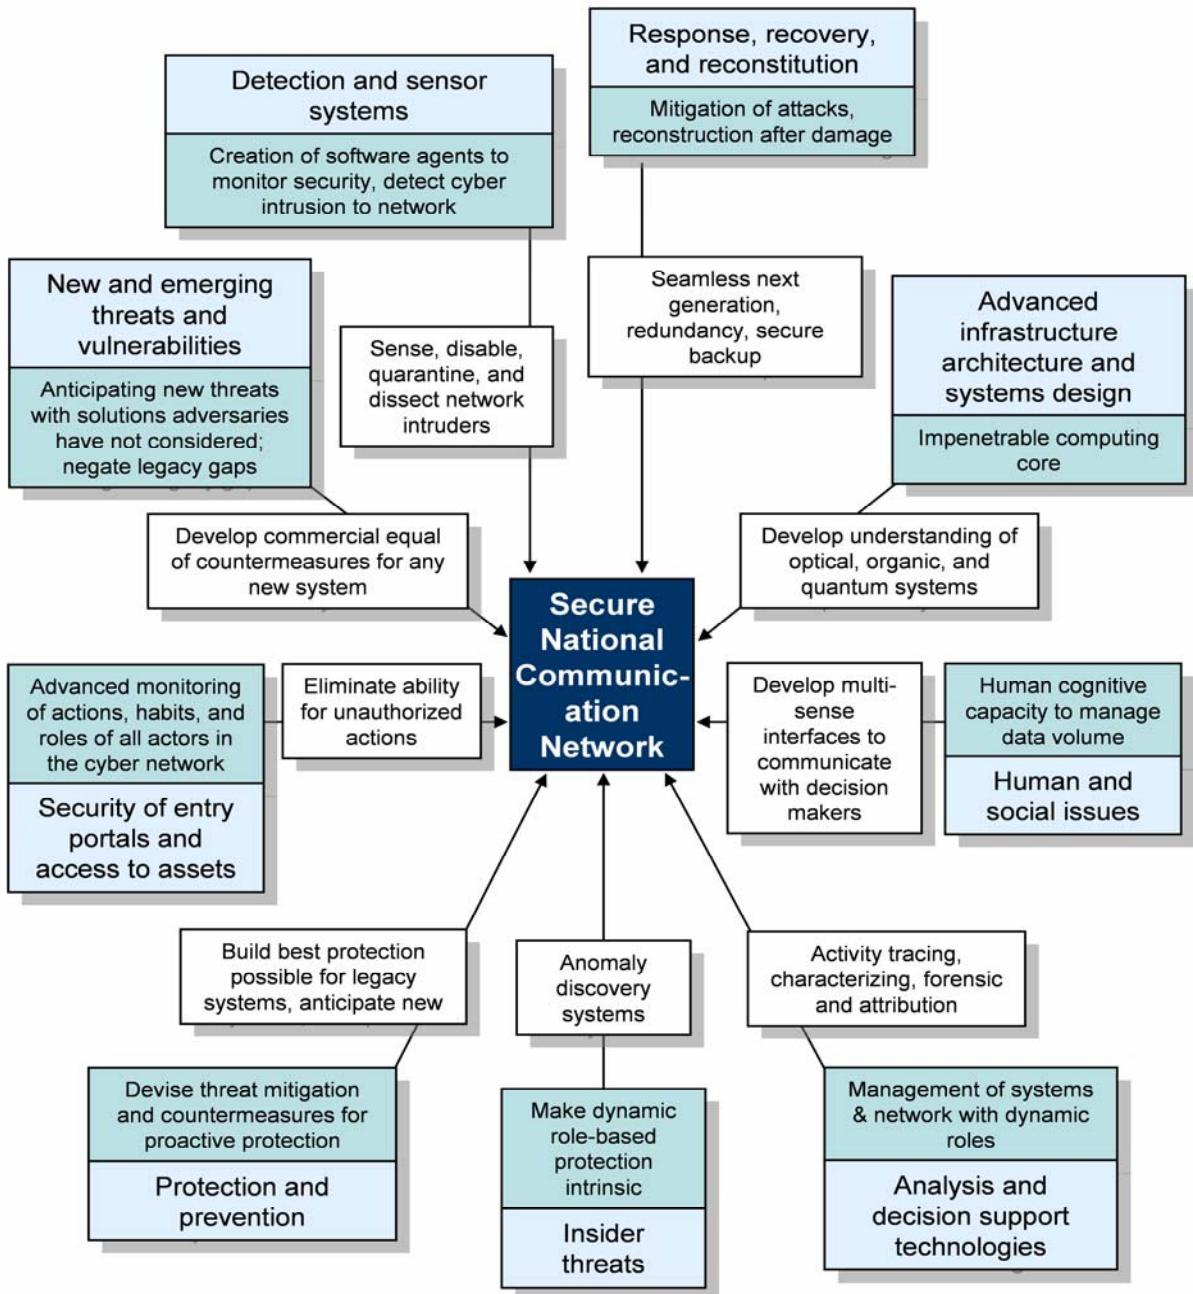 Response, recovery,
and reconstitution
Mitigation of attacks,
reconstruction after damage
Detection and sensor
systems
Creation of software agents to
monitor security, detect cyber
intrusion to network
New and emerging
threats and
vulnerabilities
Anticipating new threats
with solutions adversaries
have not considered;
negate legacy gaps
Sense, disable,
quarantine, and
dissect network
intruders
Seamless next
generation,
redundancy, secure
backup
Advanced
infrastructure
architecture and
systems design
Impenetrable computing
core
Develop commercial equal
of countermeasures for any
new system
Develop understanding of
optical, organic, and
quantum systems
Secure
National
Communic-
ation
Network
Advanced monitoring
of actions, habits, and
roles of all actors in
the cyber network
Security of entry
portals and
access to assets
Eliminate ability
for unauthorized
actions
Develop multi-
sense
interfaces to
communicate
with decision
makers
Human cognitive
capacity to manage
data volume
Human and
social issues
Build best protection
possible for legacy
systems, anticipate new
Anomaly
discovery
systems
Activity tracing,
characterizing, forensic
and attribution
Devise threat mitigation
and countermeasures for
proactive protection
Protection and
prevention
Make dynamic
role-based
protection
intrinsic
Insider
threats
Management of systems
& network with dynamic
roles
Analysis and
decision support
technologies